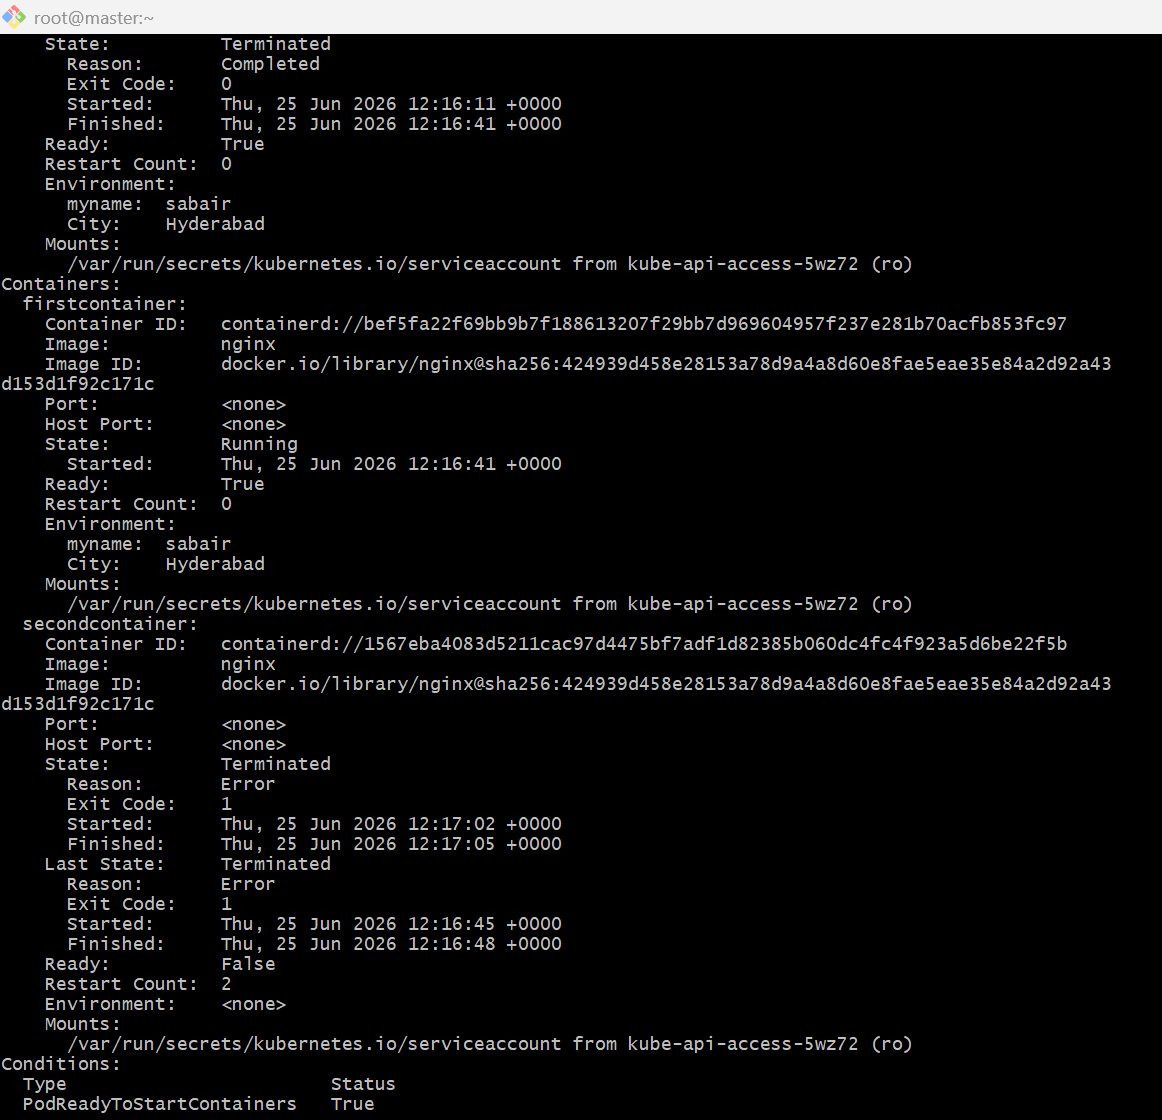 root@master:~
State: Terminated
Reason: Completed
Exit Code: 0
Started: Thu, 25 Jun 2026 12:16:11 +0000
Finished: Thu, 25 Jun 2026 12:16:41 +0000
Ready: True
Restart Count: 0
Environment:
myname: sabair
City: Hyderabad
Mounts:
/var/run/secrets/kubernetes.io/serviceaccount from kube-api-access-5wz72 (ro)
Containers:
firstcontainer:
Container ID: containerd://bef5fa22f69bb9b7f188613207f29bb7d969604957f237e281b70acfb853fc97
Image: nginx
Image ID: docker.io/library/nginx@sha256:424939d458e28153a78d9a4a8d60e8fae5eae35e84a2d92a43
d153d1f92c171c
Port: <none>
Host Port: <none>
State: Running
Started: Thu, 25 Jun 2026 12:16:41 +0000
Ready: True
Restart Count: 0
Environment:
myname: sabair
City: Hyderabad
Mounts:
/var/run/secrets/kubernetes.io/serviceaccount from kube-api-access-5wz72 (ro)
secondcontainer:
Container ID: containerd://1567eba4083d5211cac97d4475bf7adf1d82385b060dc4fc4f923a5d6be22f5b
Image: nginx
Image ID: docker.io/library/nginx@sha256:424939d458e28153a78d9a4a8d60e8fae5eae35e84a2d92a43
d153d1f92c171c
Port: <none>
Host Port: <none>
State: Terminated
Reason: Error
Exit Code: 1
Started: Thu, 25 Jun 2026 12:17:02 +0000
Finished: Thu, 25 Jun 2026 12:17:05 +0000
Last State: Terminated
Reason: Error
Exit Code: 1
Started: Thu, 25 Jun 2026 12:16:45 +0000
Finished: Thu, 25 Jun 2026 12:16:48 +0000
Ready: False
Restart Count: 2
Environment: <none>
Mounts:
/var/run/secrets/kubernetes.io/serviceaccount from kube-api-access-5wz72 (ro)
Conditions:
Type Status
PodReadyToStartContainers True